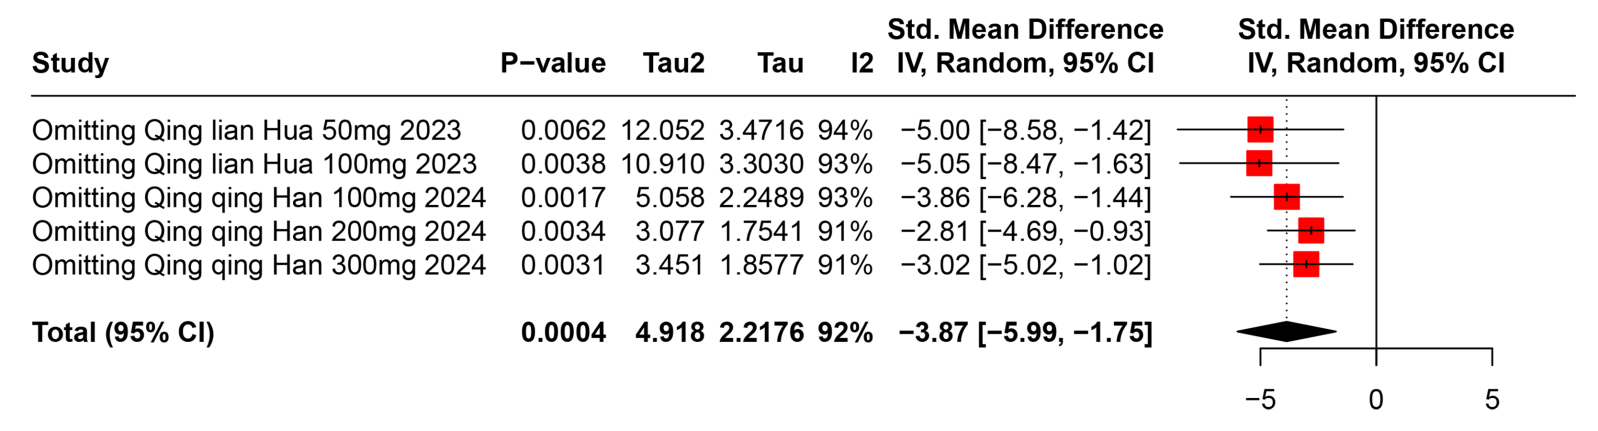 Std. Mean Difference Std. Mean Difference
Study P−value Tau2 Tau I2 IV, Random, 95% CI IV, Random, 95% CI
Omitting Qing lian Hua 50mg 2023 0.0062 12.052 3.4716 94% −5.00 [−8.58, −1.42]
Omitting Qing lian Hua 100mg 2023 0.0038 10.910 3.3030 93% −5.05 [−8.47, −1.63]
Omitting Qing qing Han 100mg 2024 0.0017 5.058 2.2489 93% −3.86 [−6.28, −1.44]
Omitting Qing qing Han 200mg 2024 0.0034 3.077 1.7541 91% −2.81 [−4.69, −0.93]
Omitting Qing qing Han 300mg 2024 0.0031 3.451 1.8577 91% −3.02 [−5.02, −1.02]
Total (95% CI) 0.0004 4.918 2.2176 92% −3.87 [−5.99, −1.75]
−5 0 5